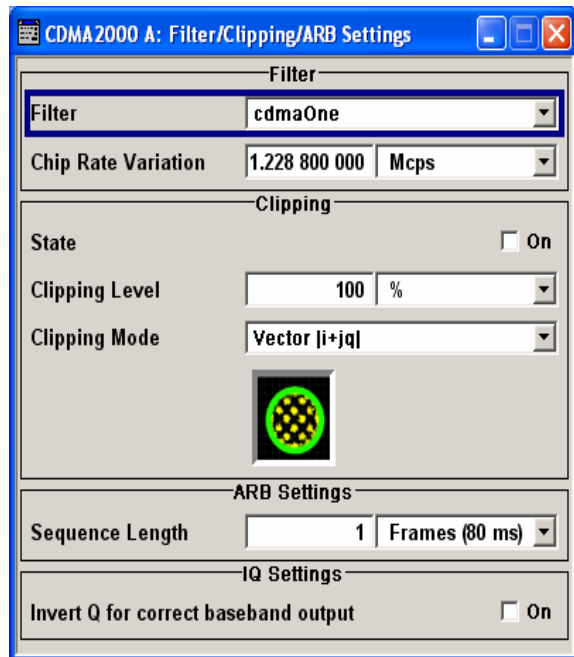 CDMA2000 A: Filter/Clipping/ARB Settings
Filter
Filter cdmaOne
Chip Rate Variation 1.228 800 000 Mcps
Clipping
State On
Clipping Level 100 %
Clipping Mode Vector |i+jq|
ARB Settings
Sequence Length 1 Frames (80 ms)
IQ Settings
Invert Q for correct baseband output On